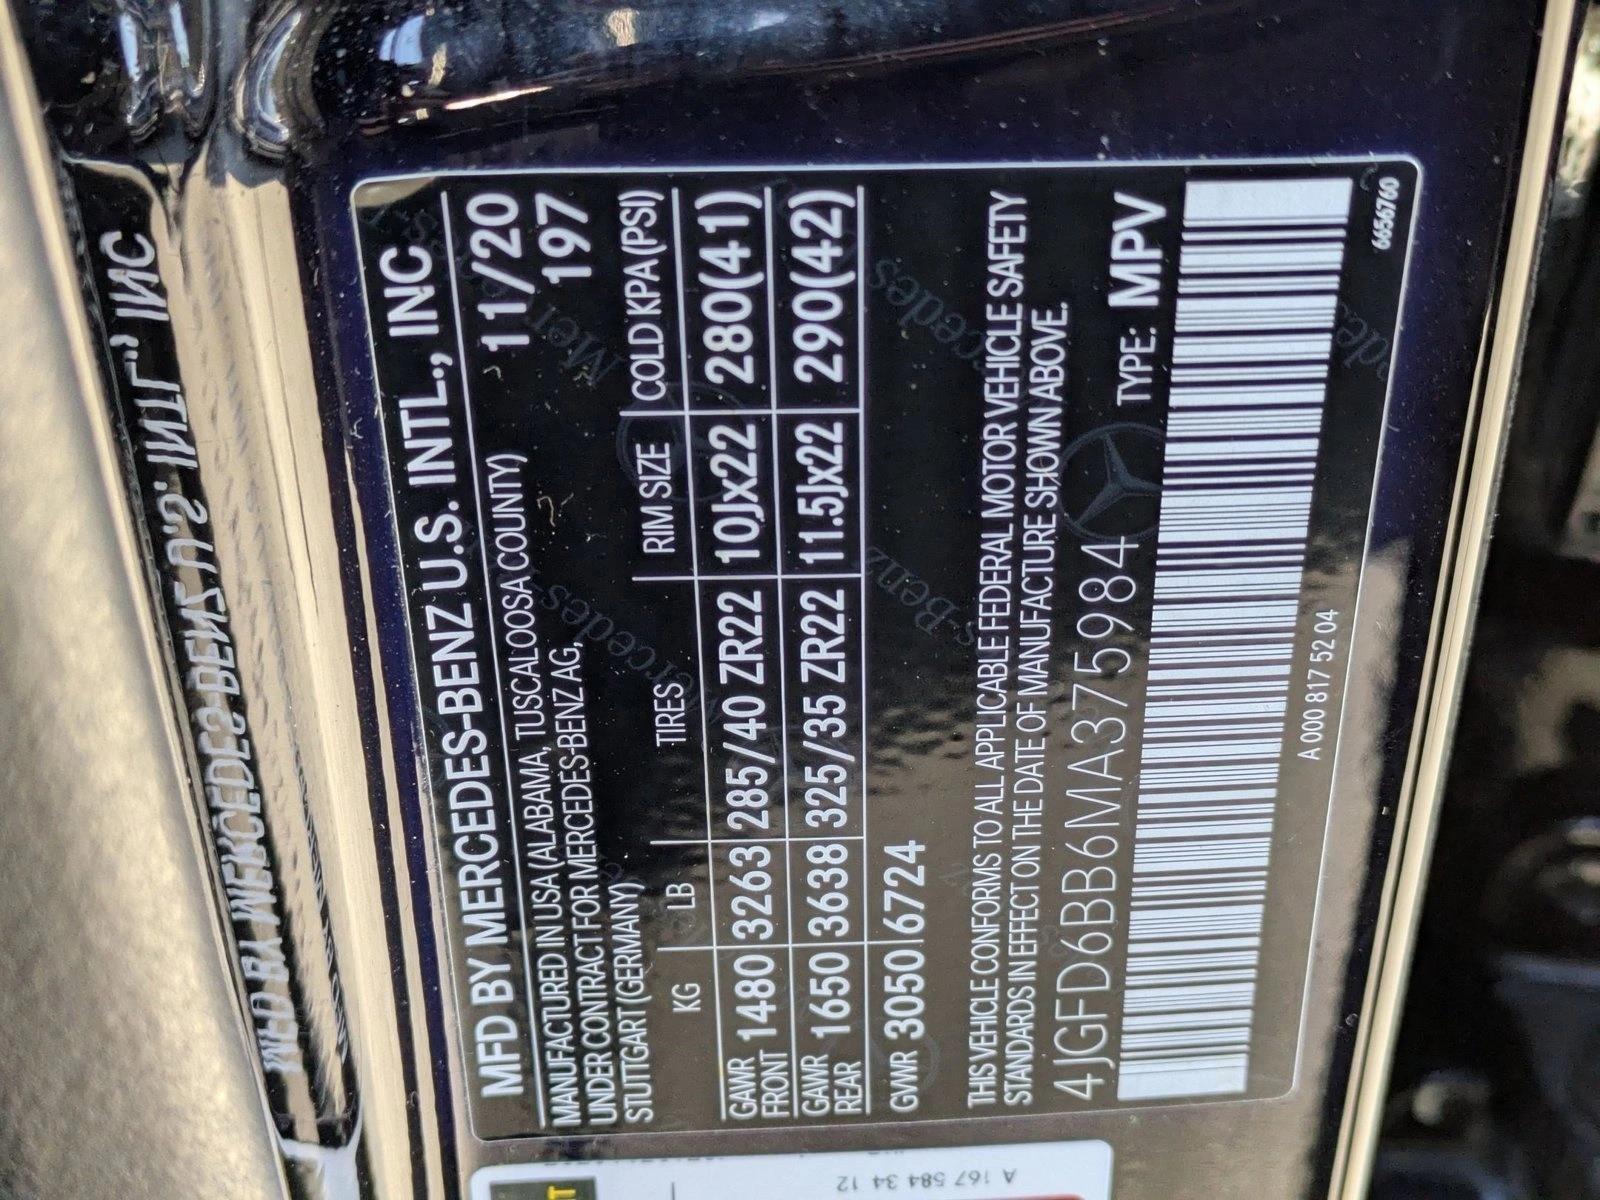 MFD BY MERCEDES-BENZ U.S. INTL., INC
MANUFACTURED IN USA (ALABAMA, TUSCALOOSA COUNTY) 11/20
UNDER CONTRACT FOR MERCEDES-BENZ AG, 197
STUTTGART (GERMANY)
KG LB TIRES RIM SIZE COLD KPA (PSI)
GAWR FRONT 1480 3263 285/40 ZR22 10Jx22 280(41)
GAWR REAR 1650 3638 325/35 ZR22 11.5Jx22 290(42)
GVWR 3050 6724
THIS VEHICLE CONFORMS TO ALL APPLICABLE FEDERAL MOTOR VEHICLE SAFETY
STANDARDS IN EFFECT ON THE DATE OF MANUFACTURE SHOWN ABOVE.
4JGFD6BB6MA375984 TYPE: MPV
A 000 817 52 04
6656760
A 167 584 34 12